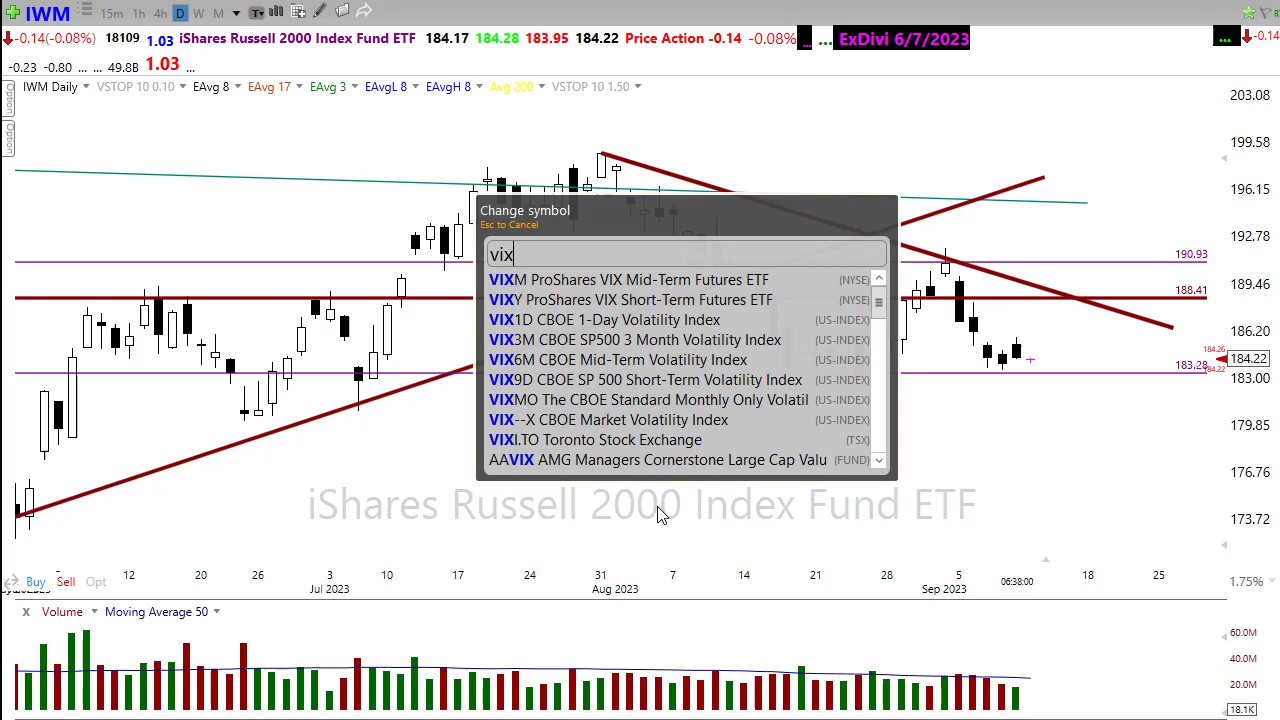 IWM 15m 1h 4h D W M
-0.14(-0.08%) 18109 1.03 iShares Russell 2000 Index Fund ETF 184.17 184.28 183.95 184.22 Price Action -0.14 -0.08% ... ... ExDivi 6/7/2023 ... -0.14
-0.23 -0.80 ... ... 49.8B 1.03 ...
IWM Daily VSTOP 10 0.10 EAvg 8 EAvg 17 EAvg 3 EAvgL 8 EAvgH 8 Avg 200 VSTOP 10 1.50
Option
Option
203.08
199.58
196.15
192.78
190.93
189.46
188.41
186.20
184.26
184.22
184.22
183.28
183.00
179.85
176.76
173.72
Change symbol
Esc to Cancel
vix
VIXM ProShares VIX Mid-Term Futures ETF (NYSE)
VIXY ProShares VIX Short-Term Futures ETF (NYSE)
VIX1D CBOE 1-Day Volatility Index (US-INDEX)
VIX3M CBOE SP500 3 Month Volatility Index (US-INDEX)
VIX6M CBOE Mid-Term Volatility Index (US-INDEX)
VIX9D CBOE SP 500 Short-Term Volatility Index (US-INDEX)
VIXMO The CBOE Standard Monthly Only Volatil (US-INDEX)
VIX--X CBOE Market Volatility Index (US-INDEX)
VIXI.TO Toronto Stock Exchange (TSX)
AAVIX AMG Managers Cornerstone Large Cap Valu (FUND)
iShares Russell 2000 Index Fund ETF
12 20 26 3 10 17 24 31 7 14 21 28 5 18 25
Buy Sell Opt 06:38:00 1.75%
Jul 2023 Aug 2023 Sep 2023
X Volume Moving Average 50
60.0M
40.0M
20.0M
18.1K